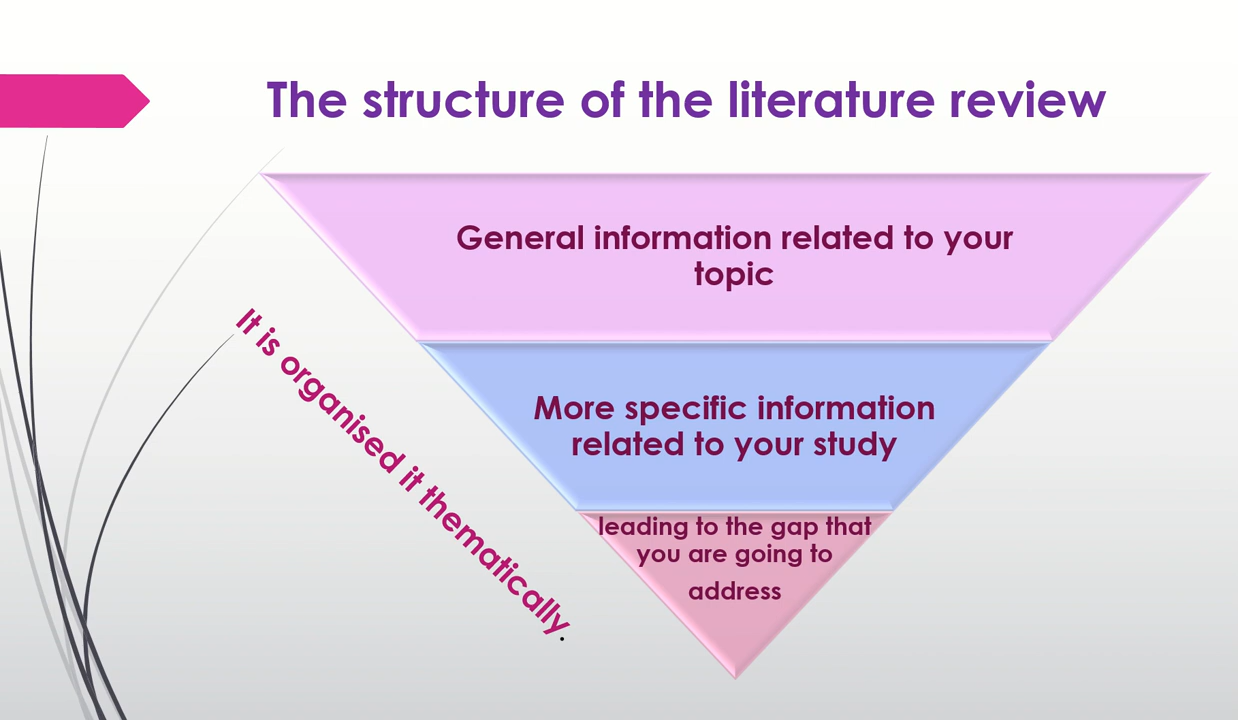 The structure of the literature review
General information related to your
topic
More specific information
related to your study
leading to the gap that
you are going to
address
It is organised it thematically.